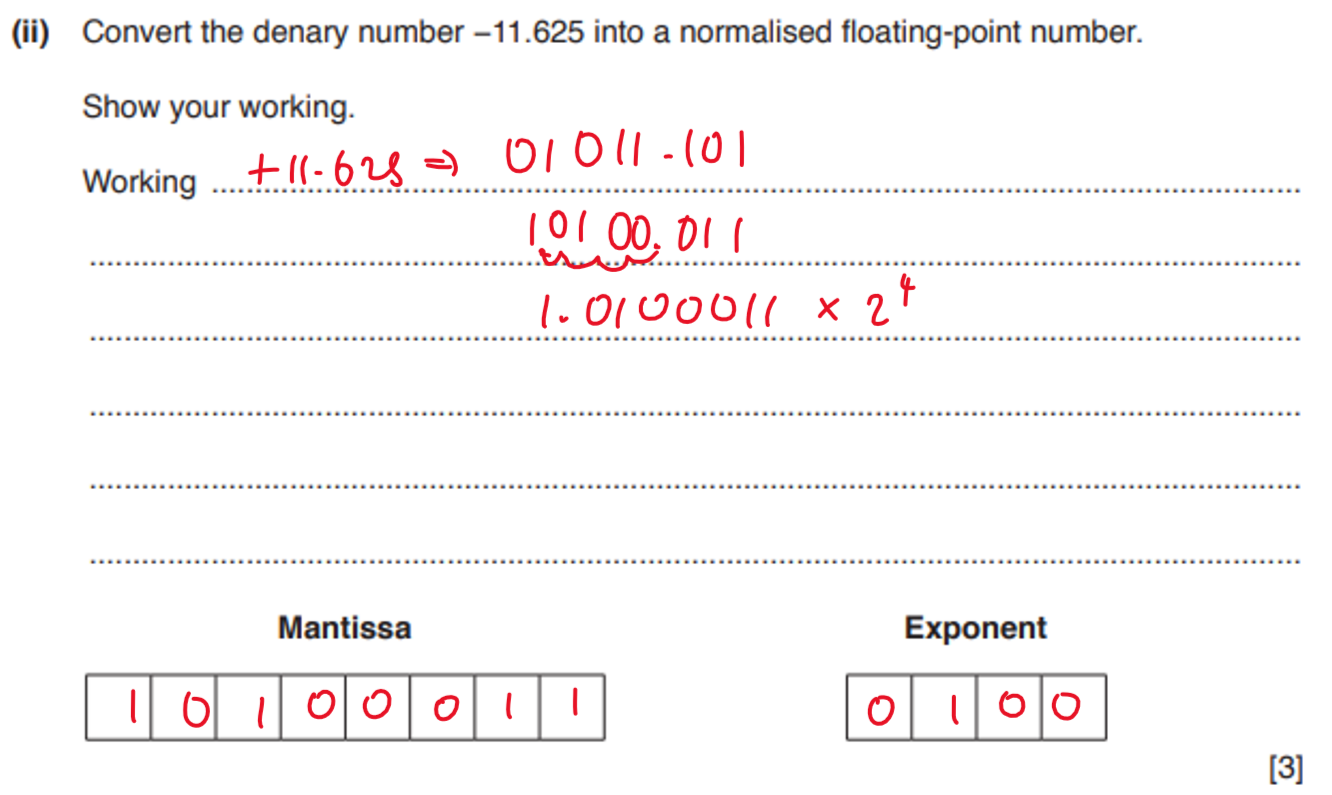 (ii) Convert the denary number –11.625 into a normalised floating-point number.
Show your working.
Working +11.625 ⇒ 01011.101
10100.011
1.0100011 × 2⁴
Mantissa Exponent
1 0 1 0 0 0 1 1 0 1 0 0
[3]